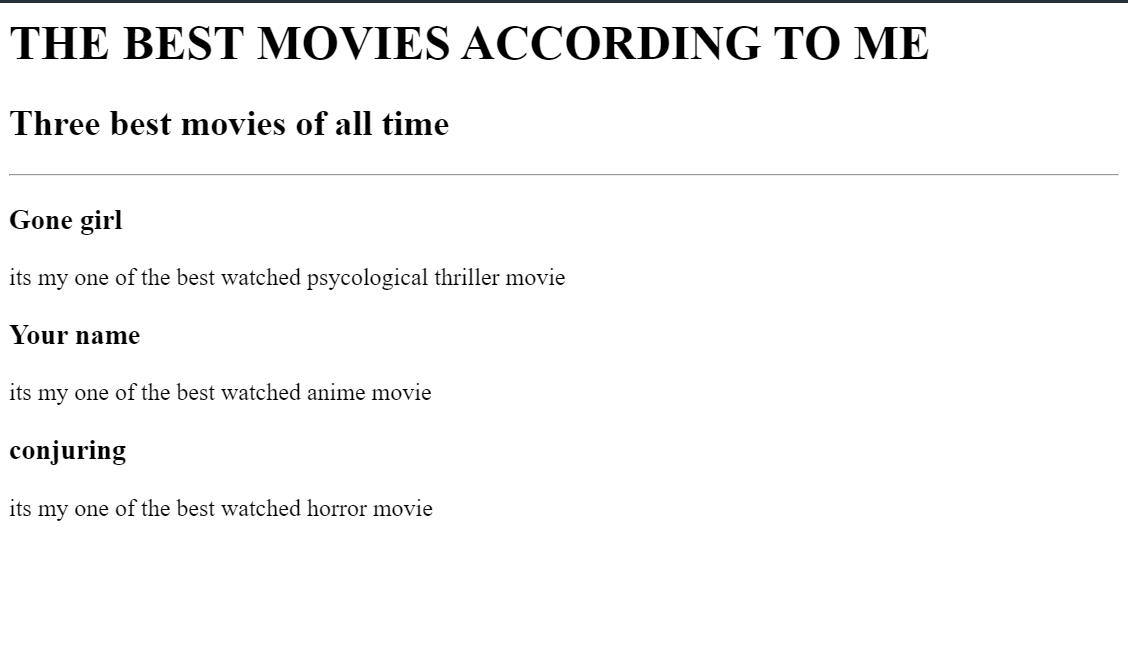 THE BEST MOVIES ACCORDING TO ME
Three best movies of all time
Gone girl
its my one of the best watched psycological thriller movie
Your name
its my one of the best watched anime movie
conjuring
its my one of the best watched horror movie